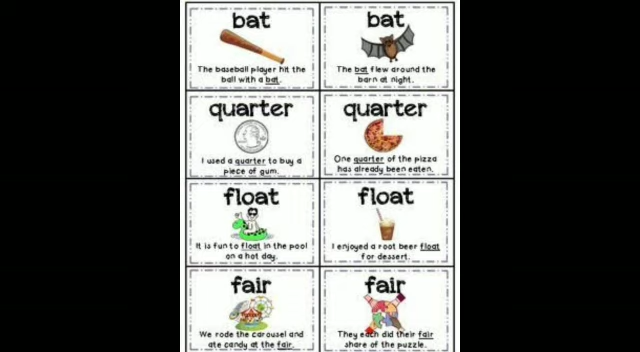 bat
The baseball player hit the
ball with a bat.
bat
The bat flew around the
barn at night.
quarter
I used a quarter to buy a
piece of gum.
quarter
One quarter of the pizza
has already been eaten.
float
It is fun to float in the pool
on a hot day.
float
I enjoyed a root beer float
for dessert.
fair
We rode the carousel and
ate candy at the fair.
fair
They each did their fair
share of the puzzle.